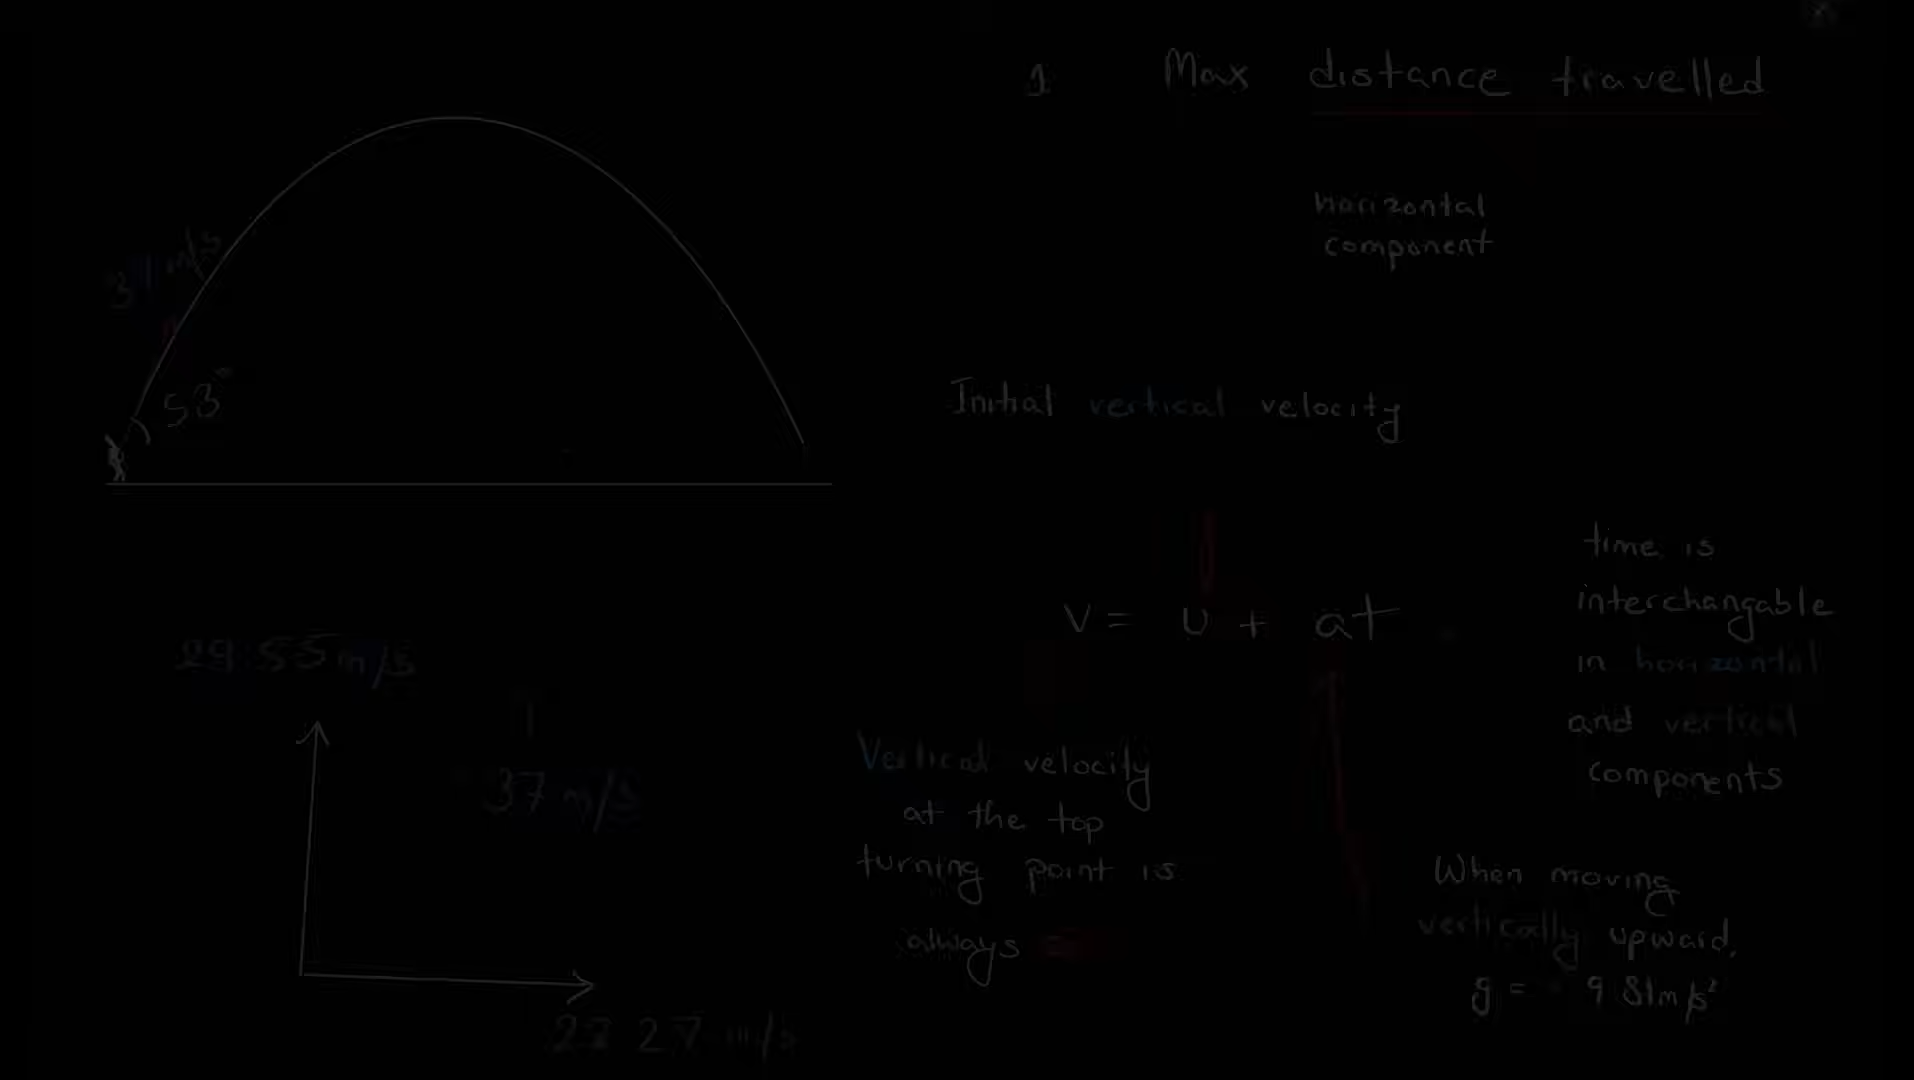 1 Max distance travelled
horizontal
component
37 m/s
53°
Initial vertical velocity
V = U + at
time is
interchangable
in horizontal
and vertical
components
29.55 m/s
37 m/s
22.27 m/s
Vertical velocity
at the top
turning point is
always
When moving
vertically upward,
g = 9.81m/s²